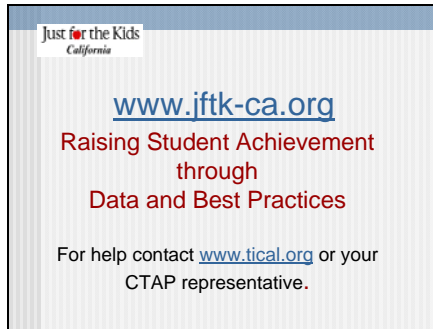 Just for the Kids
California
www.jftk-ca.org
Raising Student Achievement
through
Data and Best Practices
For help contact www.tical.org or your
CTAP representative.